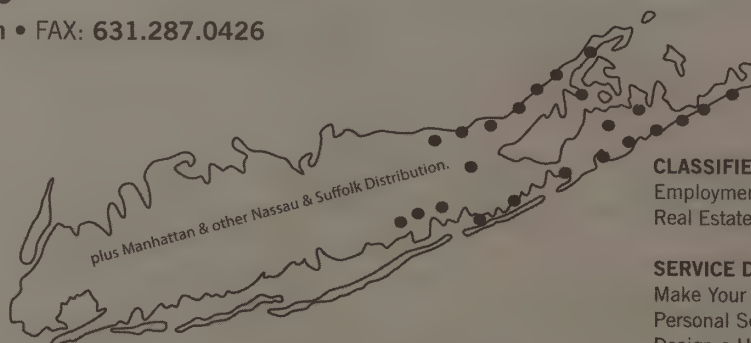 • FAX: 631.287.0426
plus Manhattan & other Nassau & Suffolk Distribution.
CLASSIFIE
Employmen
Real Estate
SERVICE D
Make Your
Personal Se